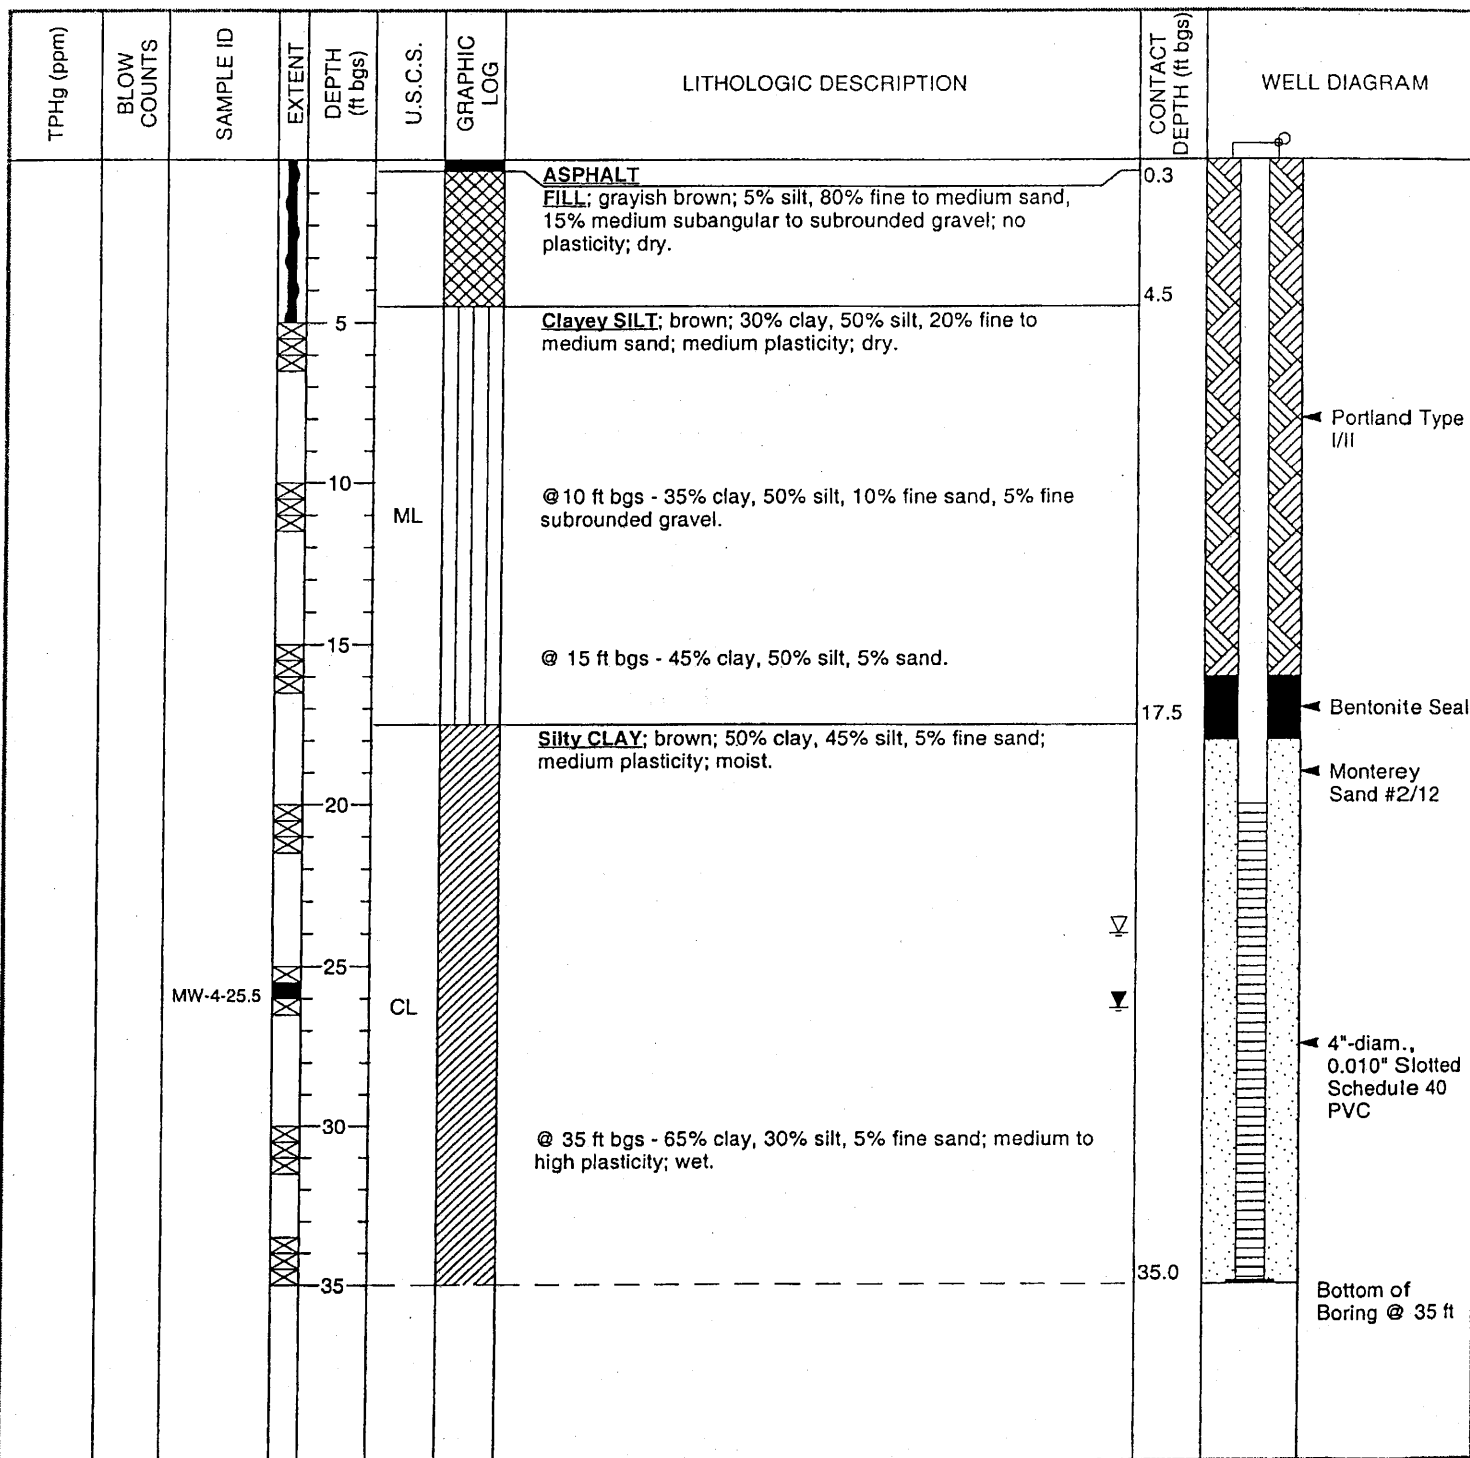 TPHg (ppm)
BLOW
COUNTS
SAMPLE ID
EXTENT
DEPTH
(ft bgs)
U.S.C.S.
GRAPHIC
LOG
LITHOLOGIC DESCRIPTION
CONTACT
DEPTH (ft bgs)
WELL DIAGRAM
ASPHALT
0.3
FILL; grayish brown; 5% silt, 80% fine to medium sand,
15% medium subangular to subrounded gravel; no
plasticity; dry.
4.5
5
Clayey SILT; brown; 30% clay, 50% silt, 20% fine to
medium sand; medium plasticity; dry.
Portland Type
I/II
10
@10 ft bgs - 35% clay, 50% silt, 10% fine sand, 5% fine
subrounded gravel.
ML
15
@ 15 ft bgs - 45% clay, 50% silt, 5% sand.
17.5
Bentonite Seal
Silty CLAY; brown; 50% clay, 45% silt, 5% fine sand;
medium plasticity; moist.
Monterey
Sand #2/12
20
25
MW-4-25.5
CL
4"-diam.,
0.010" Slotted
Schedule 40
PVC
30
@ 35 ft bgs - 65% clay, 30% silt, 5% fine sand; medium to
high plasticity; wet.
35
35.0
Bottom of
Boring @ 35 ft